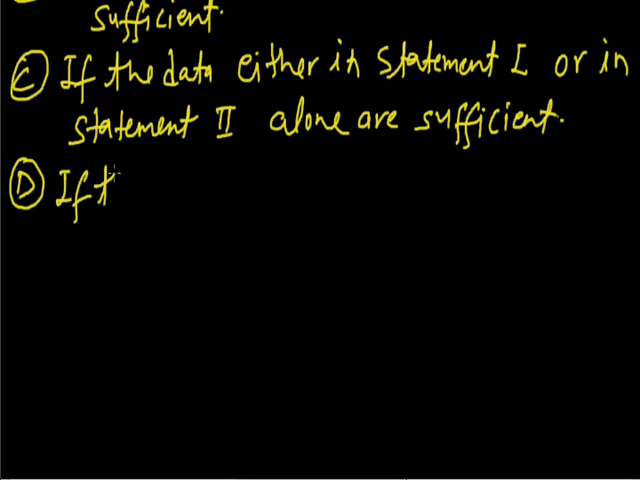 sufficient.
Ⓒ If the data either in Statement I or in
statement II alone are sufficient.
Ⓓ If t